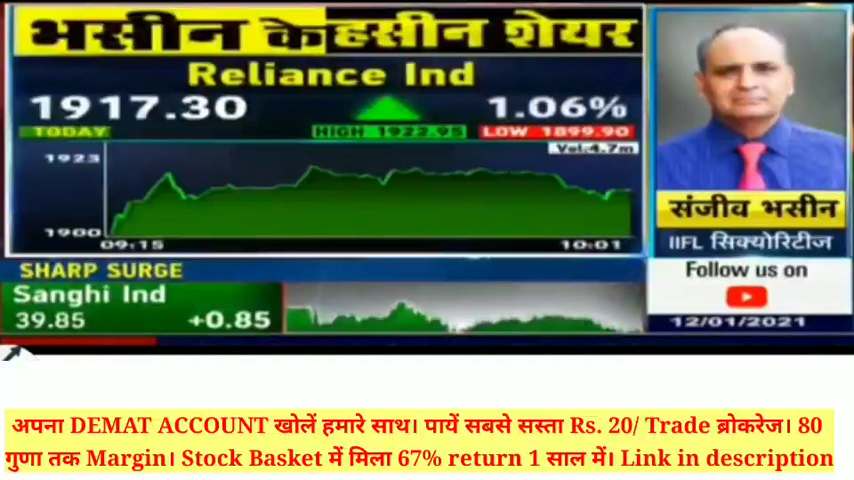 भसीन के हसीन शेयर
Reliance Ind
1917.30 1.06%
TODAY HIGH 1922.95 LOW 1899.90
Vol:4.7m
1923
1900
09:15 10:01
संजीव भसीन
IIFL सिक्योरिटीज
SHARP SURGE
Sanghi Ind
39.85 +0.85
Follow us on
12/01/2021
अपना DEMAT ACCOUNT खोलें हमारे साथ। पायें सबसे सस्ता Rs. 20/ Trade ब्रोकरेज। 80
गुणा तक Margin। Stock Basket में मिला 67% return 1 साल में। Link in description